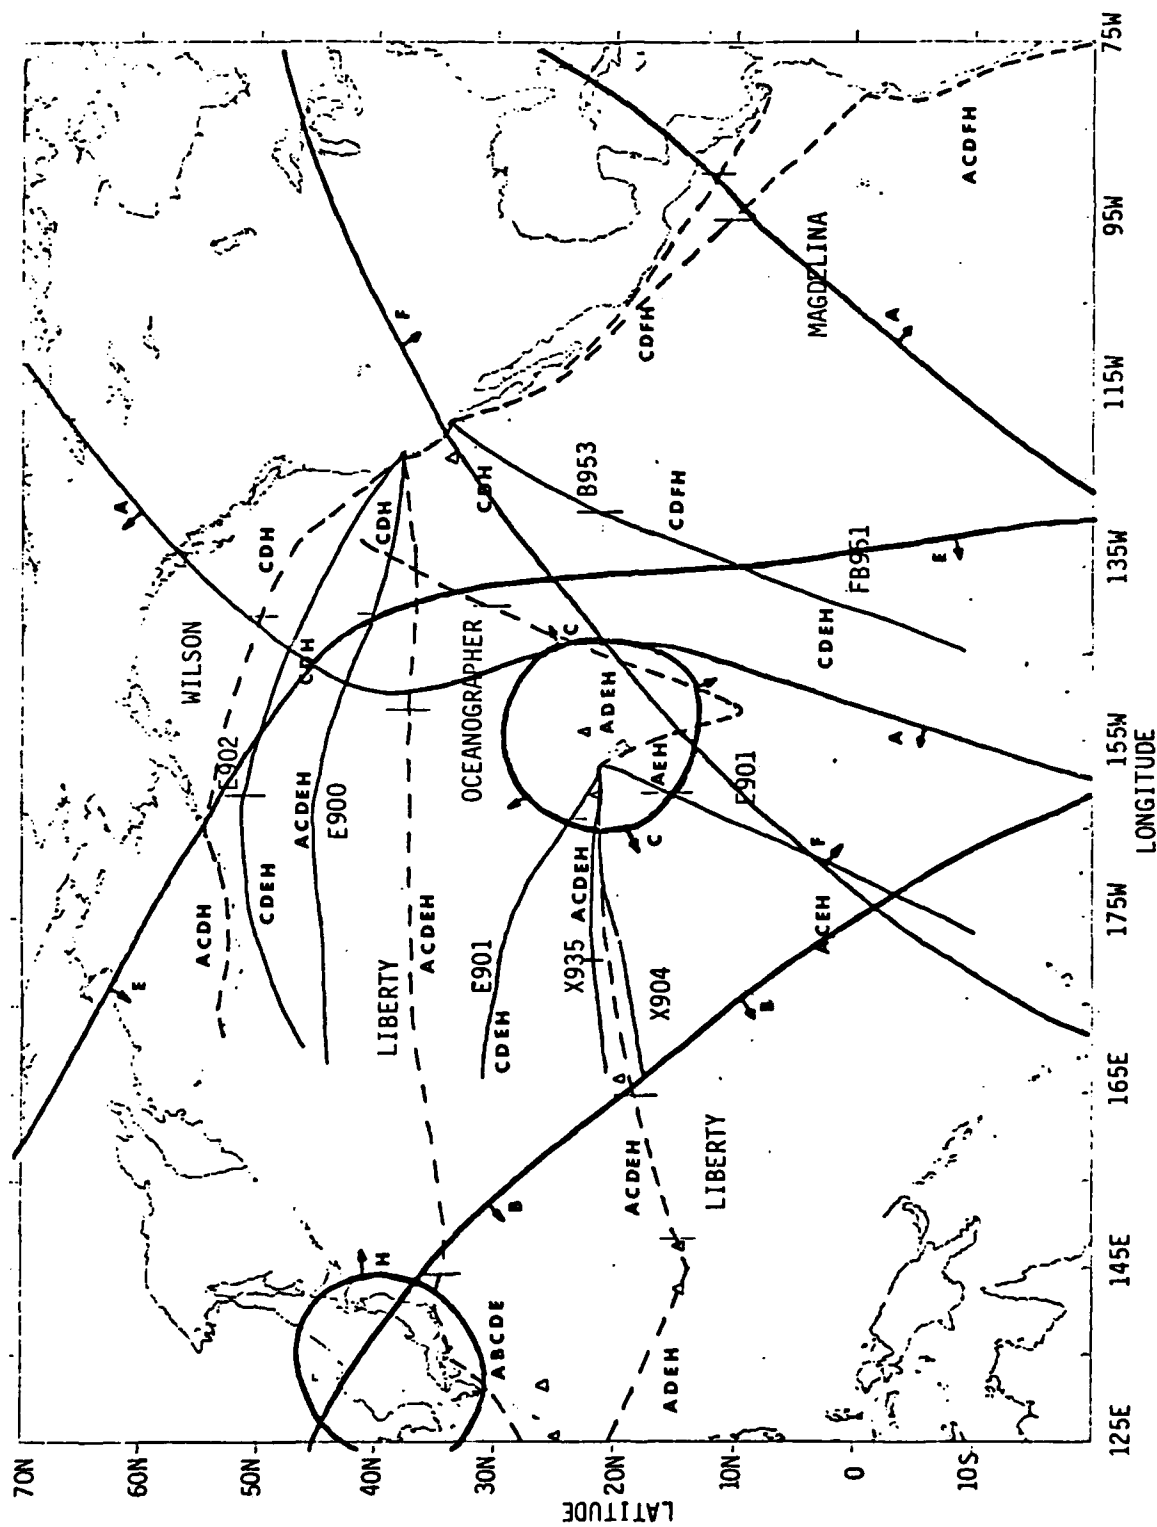 70N
60N
50N
40N
30N
20N
10N
0
10S
LATITUDE
125E
145E
165E
175W
155W
135W
115W
95W
75W
LONGITUDE
A
F
E
WILSON
CDH
CDH
CDH
CDH
E902
CDEH
ACDH
ACDEH
E900
LIBERTY
ACDEH
OCEANOGRAPHER
C
ADEH
AEH
C
E901
E901
CDEH
ACDEH
X935
X904
ACEH
F
B
B
H
ABCDE
ADEH
ACDEH
LIBERTY
B953
CDFH
FB951
E
CDEH
A
CDFH
MAGDELINA
A
ACDFH